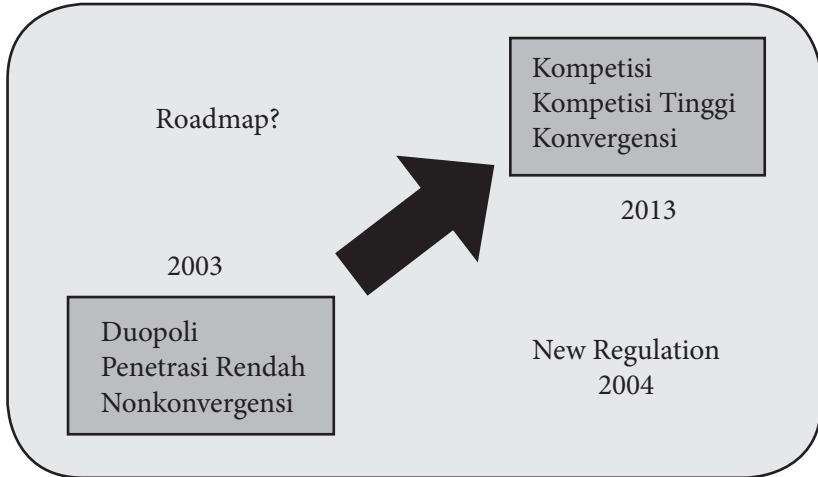 Roadmap?
Kompetisi
Kompetisi Tinggi
Konvergensi
2013
2003
Duopoli
Penetrasi Rendah
Nonkonvergensi
New Regulation
2004